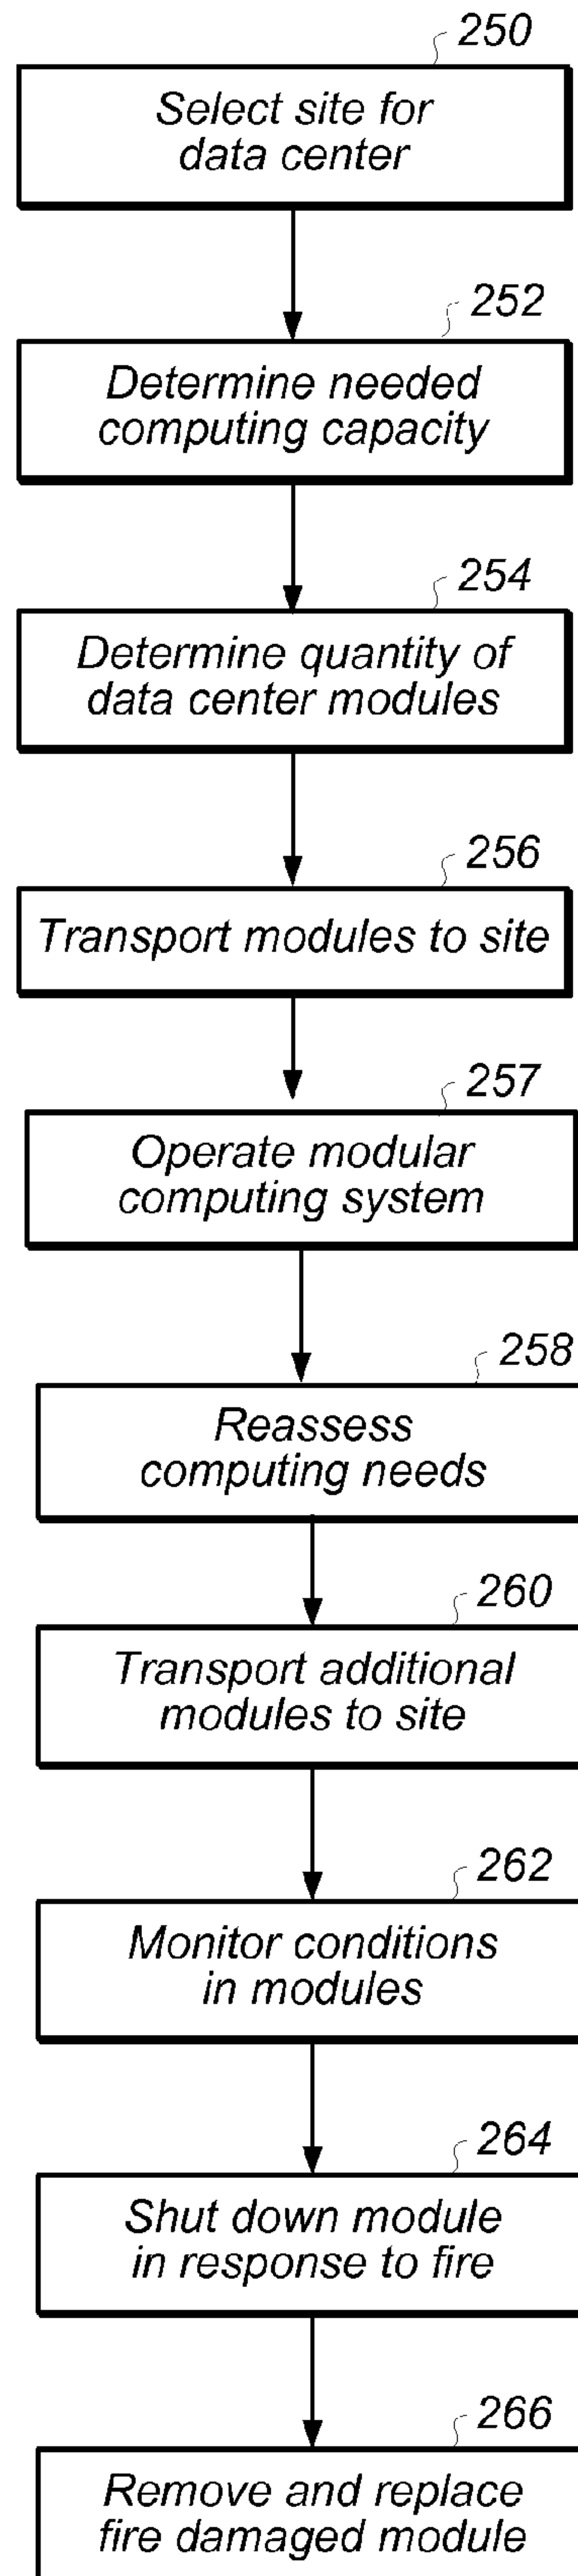 250
Select site for
data center
252
Determine needed
computing capacity
254
Determine quantity of
data center modules
256
Transport modules to site
257
Operate modular
computing system
258
Reassess
computing needs
260
Transport additional
modules to site
262
Monitor conditions
in modules
264
Shut down module
in response to fire
266
Remove and replace
fire damaged module